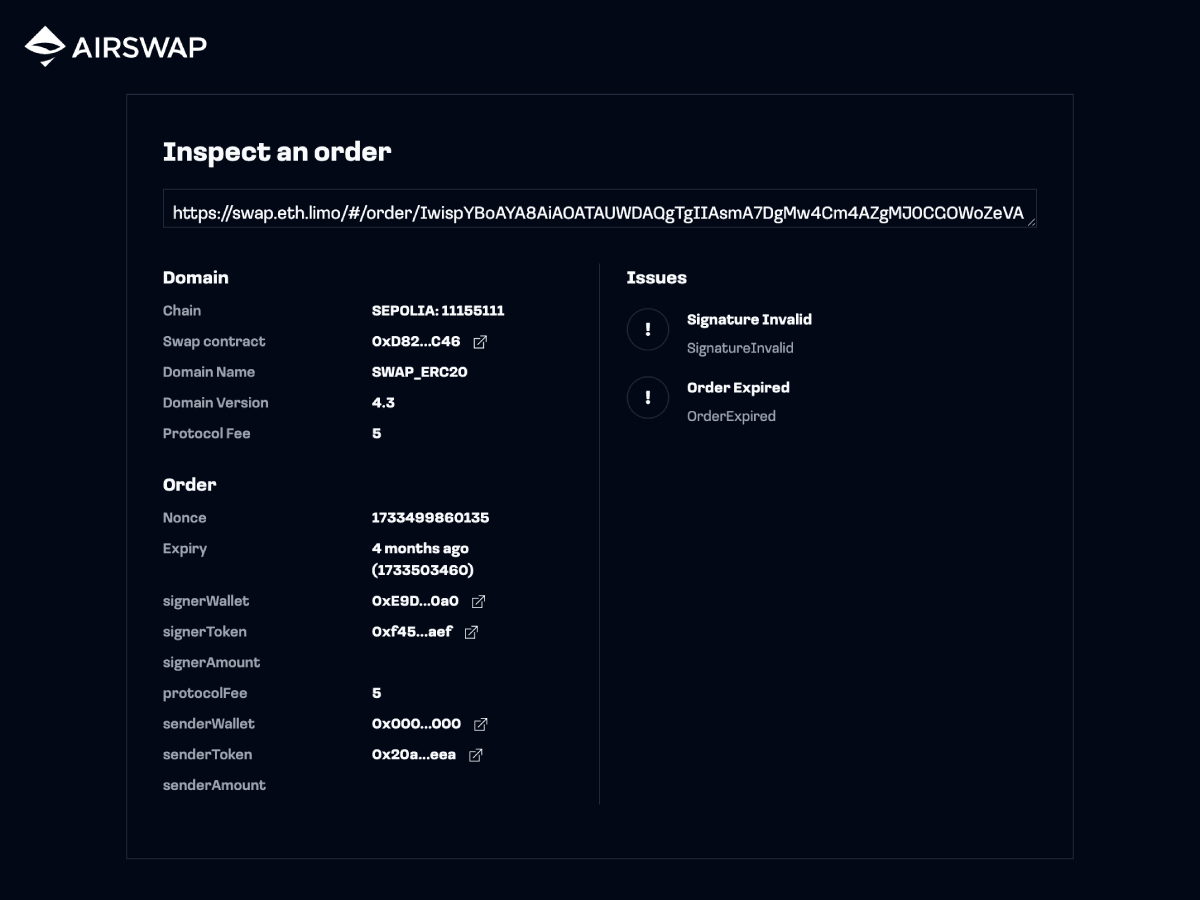 AIRSWAP
Inspect an order
https://swap.eth.limo/#/order/IwispYBoAYA8AiAOATAUWDAQgTgIIAsmA7DgMw4Cm4AZgMJ0CGOWoZeVA
Domain
Chain SEPOLIA: 11155111
Swap contract 0xD82...C46
Domain Name SWAP_ERC20
Domain Version 4.3
Protocol Fee 5
Order
Nonce 1733499860135
Expiry 4 months ago
(1733503460)
signerWallet 0xE9D...0a0
signerToken 0xf45...aef
signerAmount
protocolFee 5
senderWallet 0x000...000
senderToken 0x20a...eea
senderAmount
Issues
! Signature Invalid
SignatureInvalid
! Order Expired
OrderExpired